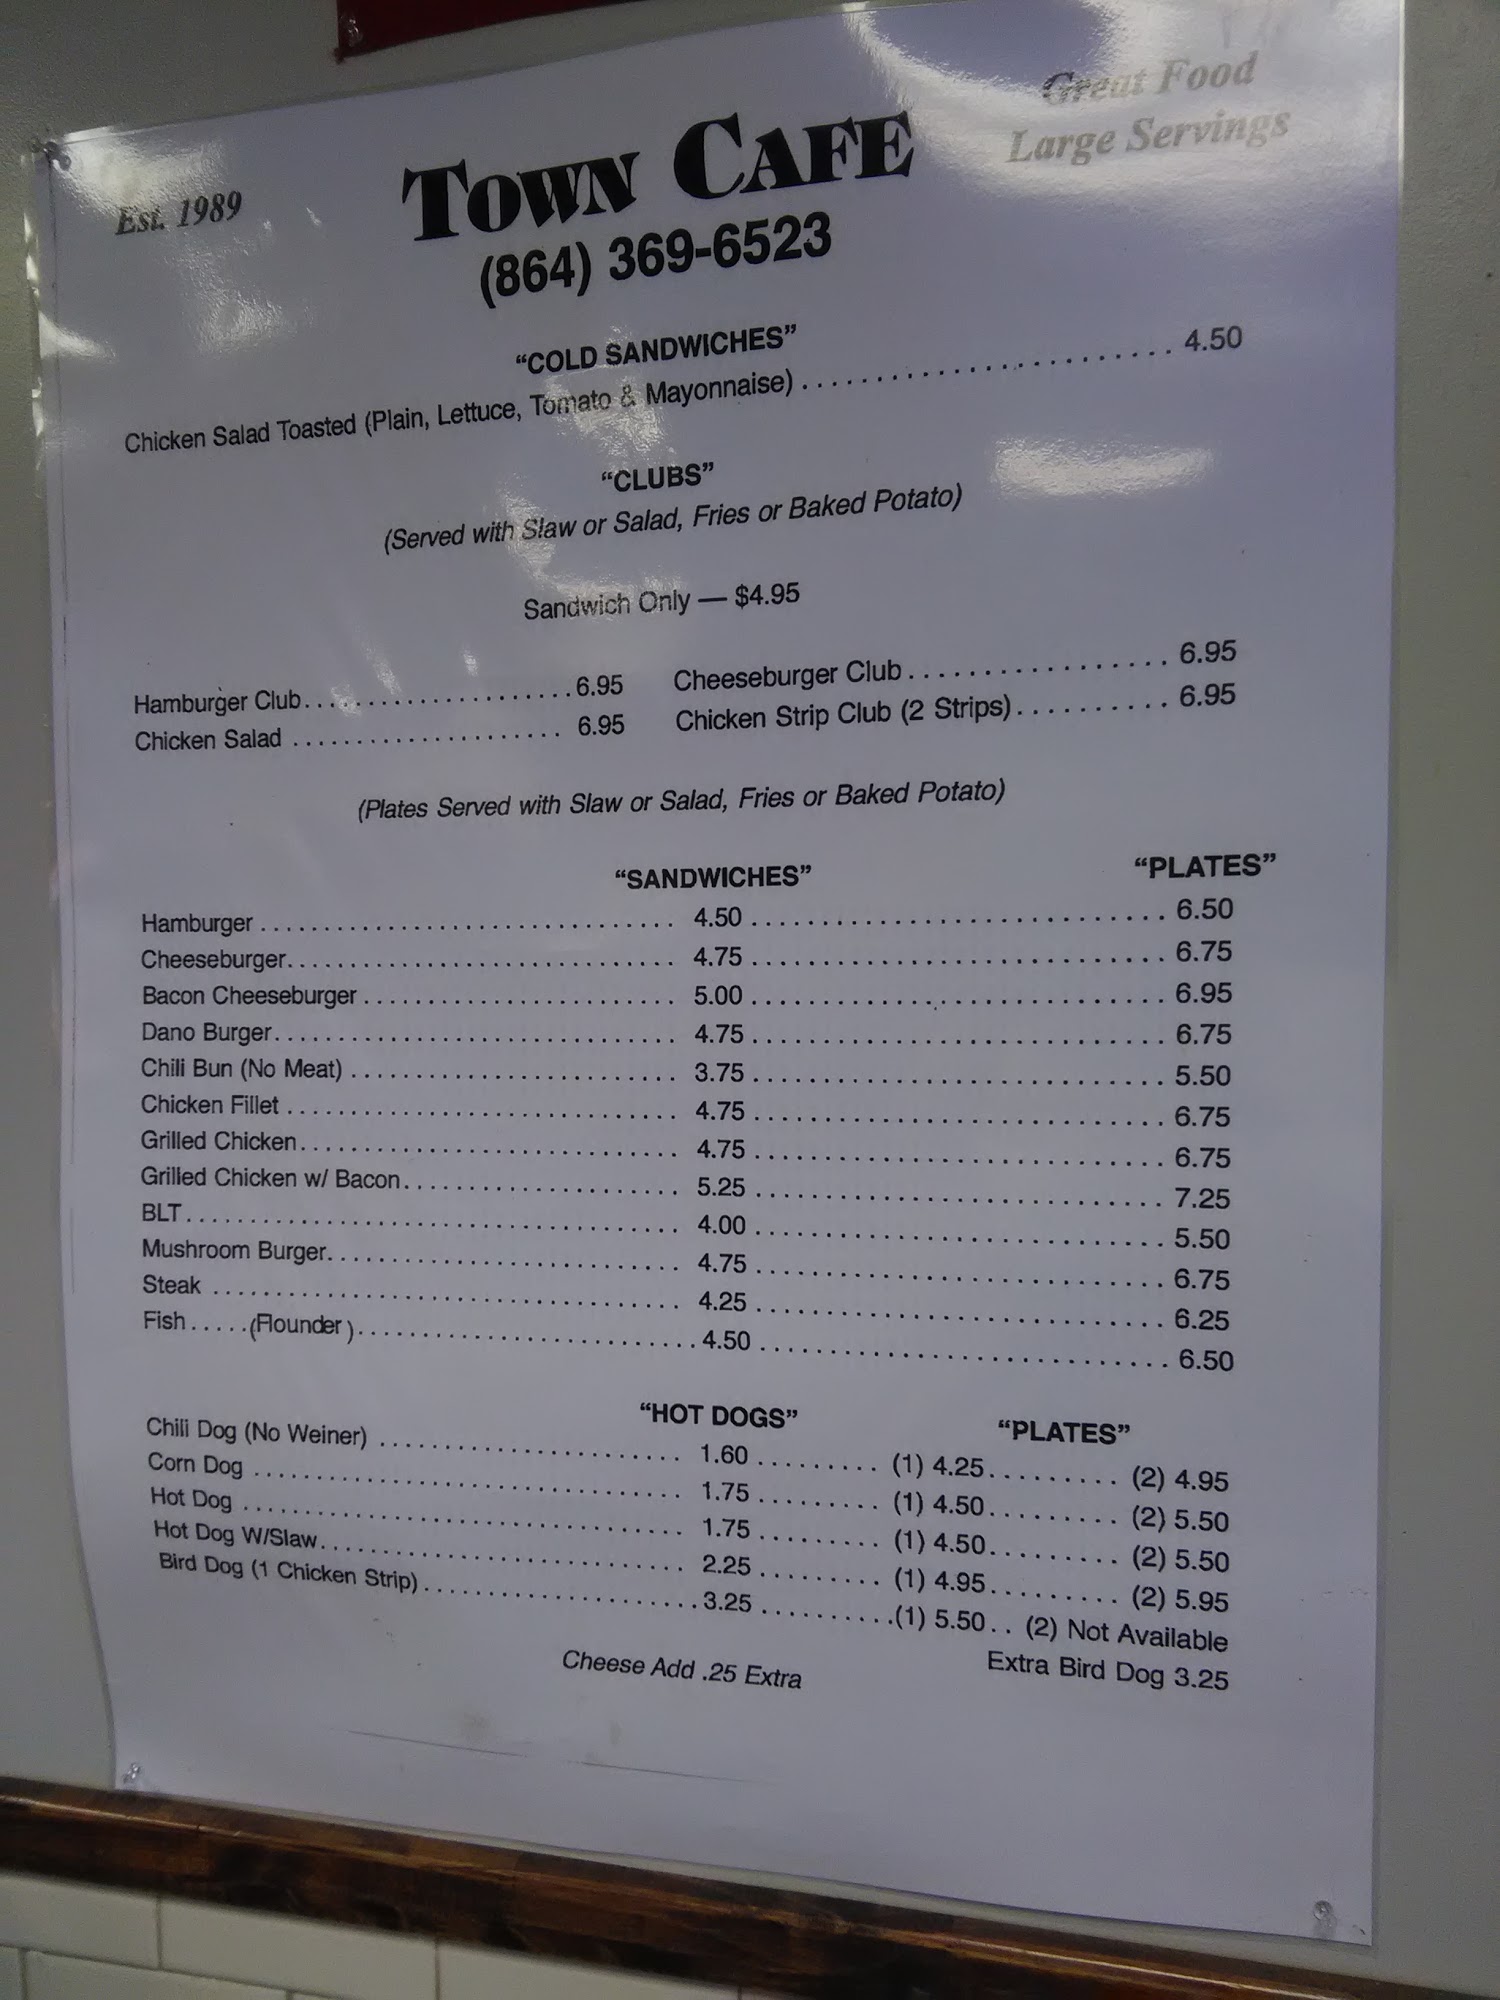 Great Food
Large Servings
Est. 1989
TOWN CAFE
(864) 369-6523
“COLD SANDWICHES”
Chicken Salad Toasted (Plain, Lettuce, Tomato & Mayonnaise) 4.50
“CLUBS”
(Served with Slaw or Salad, Fries or Baked Potato)
Sandwich Only — $4.95
Hamburger Club 6.95 Cheeseburger Club 6.95
Chicken Salad 6.95 Chicken Strip Club (2 Strips) 6.95
(Plates Served with Slaw or Salad, Fries or Baked Potato)
“SANDWICHES” “PLATES”
Hamburger 4.50 6.50
Cheeseburger 4.75 6.75
Bacon Cheeseburger 5.00 6.95
Dano Burger 4.75 6.75
Chili Bun (No Meat) 3.75 5.50
Chicken Fillet 4.75 6.75
Grilled Chicken 4.75 6.75
Grilled Chicken w/ Bacon 5.25 7.25
BLT 4.00 5.50
Mushroom Burger 4.75 6.75
Steak 4.25 6.25
Fish (Flounder) 4.50 6.50
“HOT DOGS” “PLATES”
Chili Dog (No Weiner) 1.60 (1) 4.25 (2) 4.95
Corn Dog 1.75 (1) 4.50 (2) 5.50
Hot Dog 1.75 (1) 4.50 (2) 5.50
Hot Dog W/Slaw 2.25 (1) 4.95 (2) 5.95
Bird Dog (1 Chicken Strip) 3.25 (1) 5.50 (2) Not Available
Cheese Add .25 Extra Extra Bird Dog 3.25